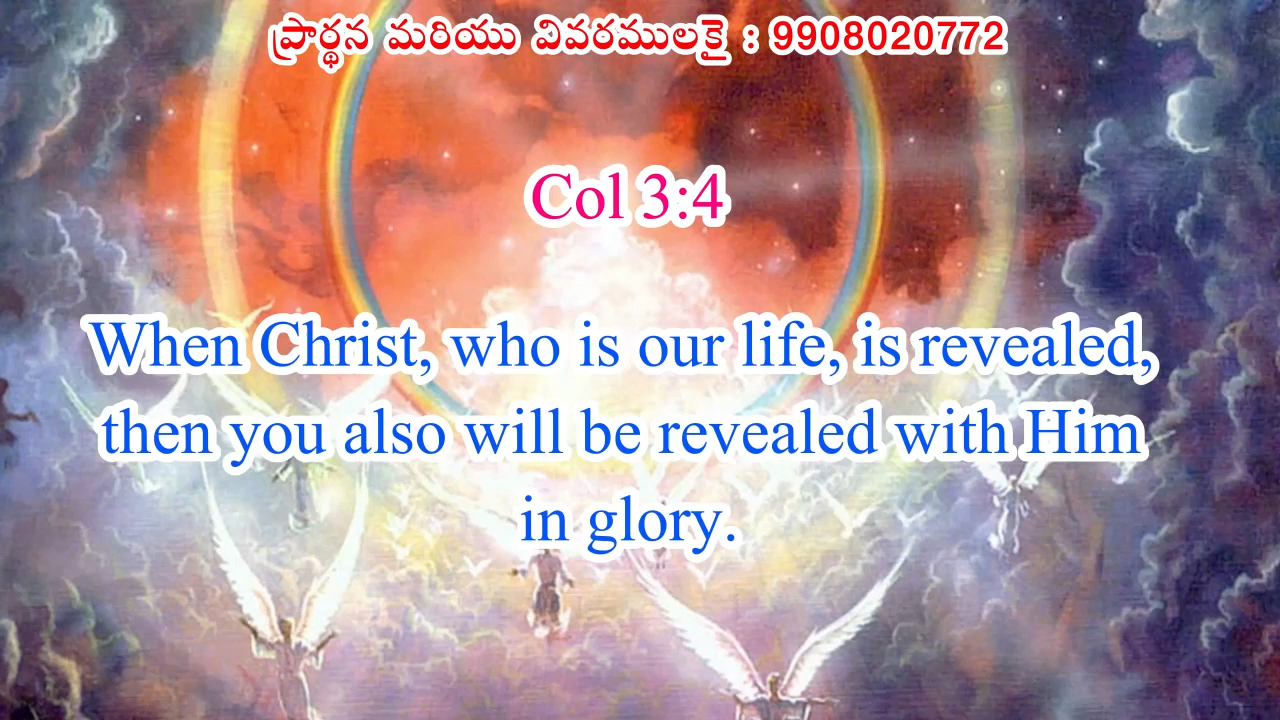 ప్రార్థన మరియు వివరములకై : 9908020772
Col 3:4
When Christ, who is our life, is revealed,
then you also will be revealed with Him
in glory.